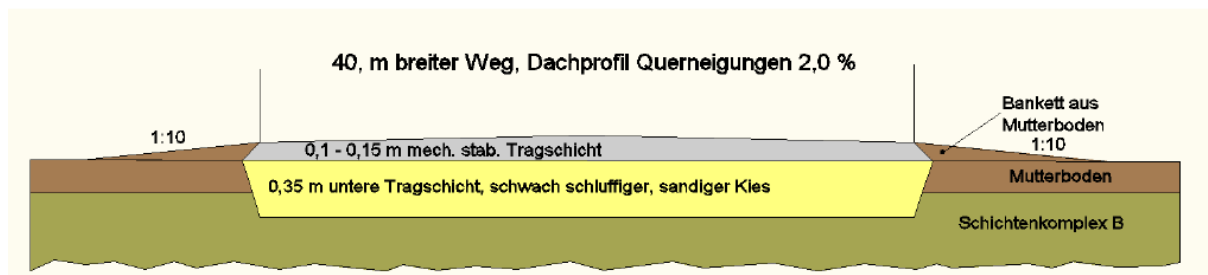 40, m breiter Weg, Dachprofil Querneigungen 2,0 %
Bankett aus
Mutterboden
1:10
1:10
0,1 - 0,15 m mech. stab. Tragschicht
0,35 m untere Tragschicht, schwach schluffiger, sandiger Kies
Mutterboden
Schichtenkomplex B